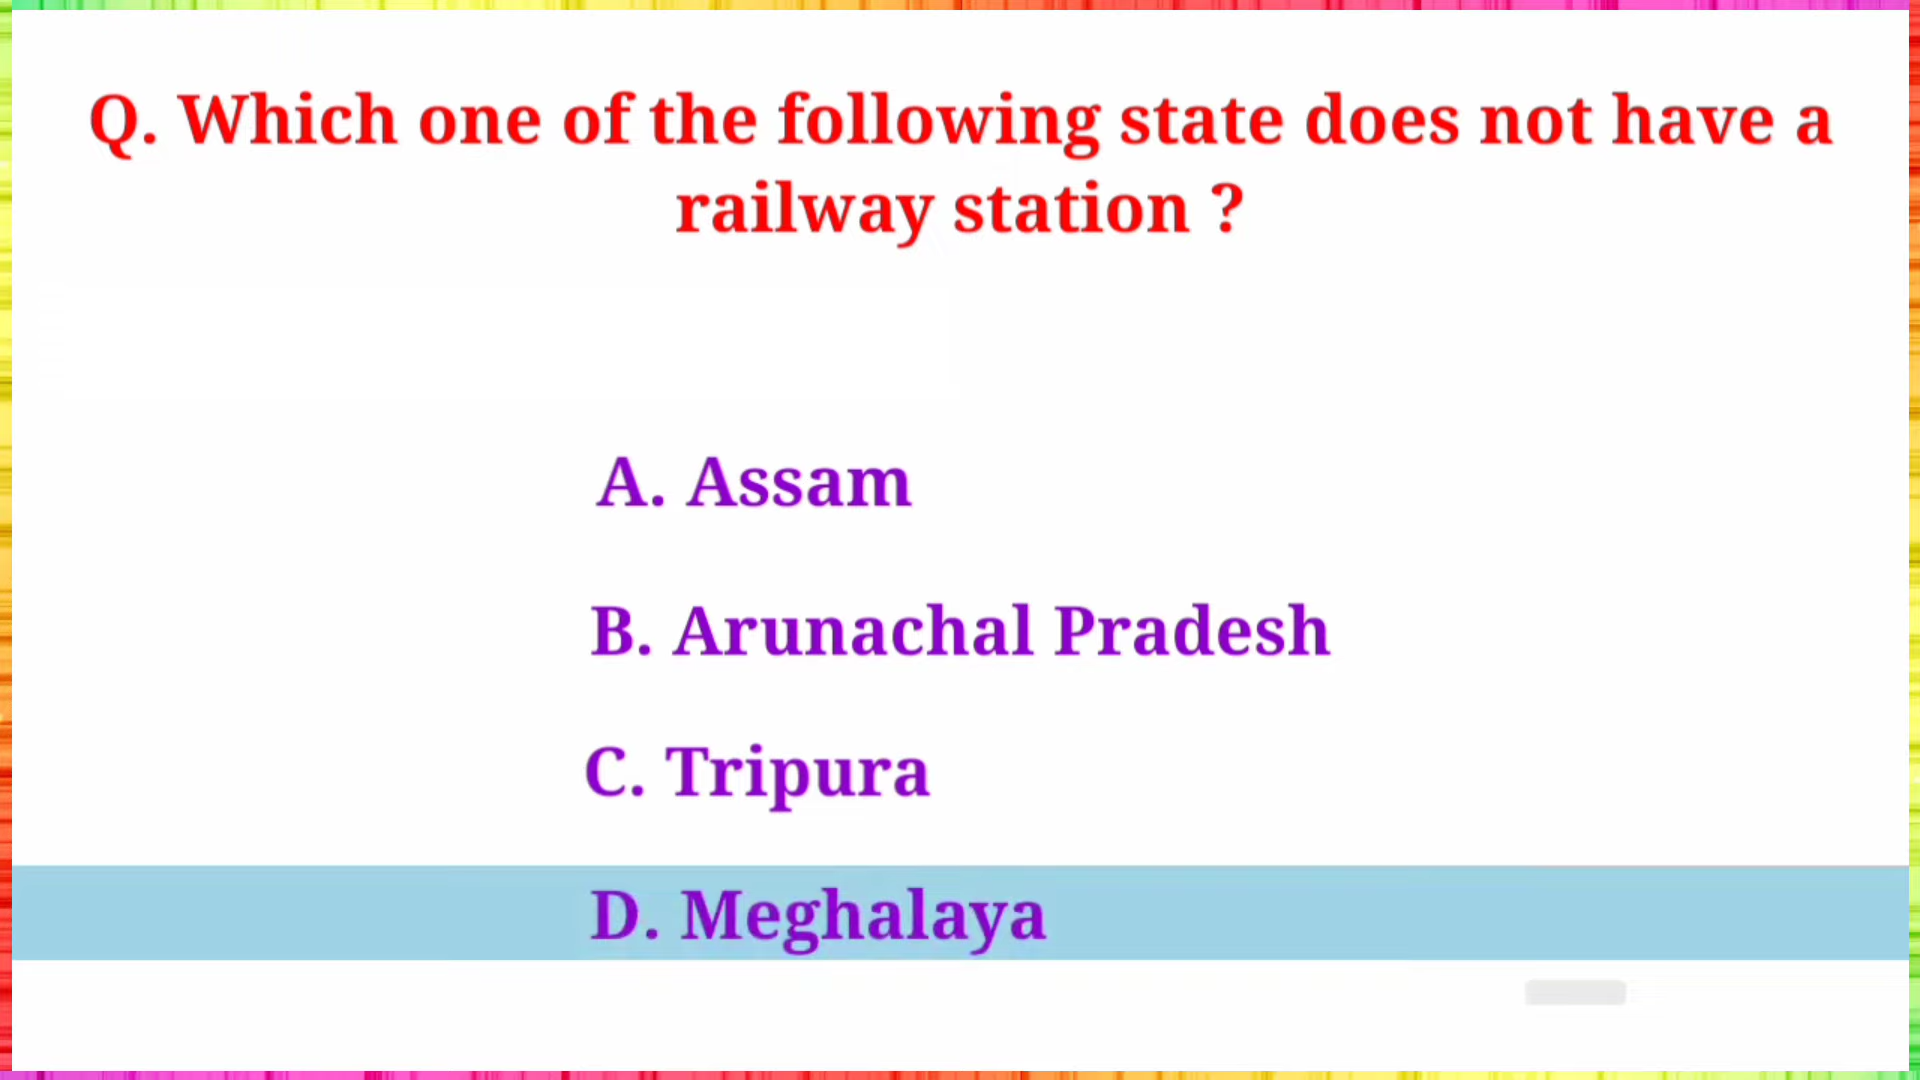 Q. Which one of the following state does not have a
railway station ?
A. Assam
B. Arunachal Pradesh
C. Tripura
D. Meghalaya